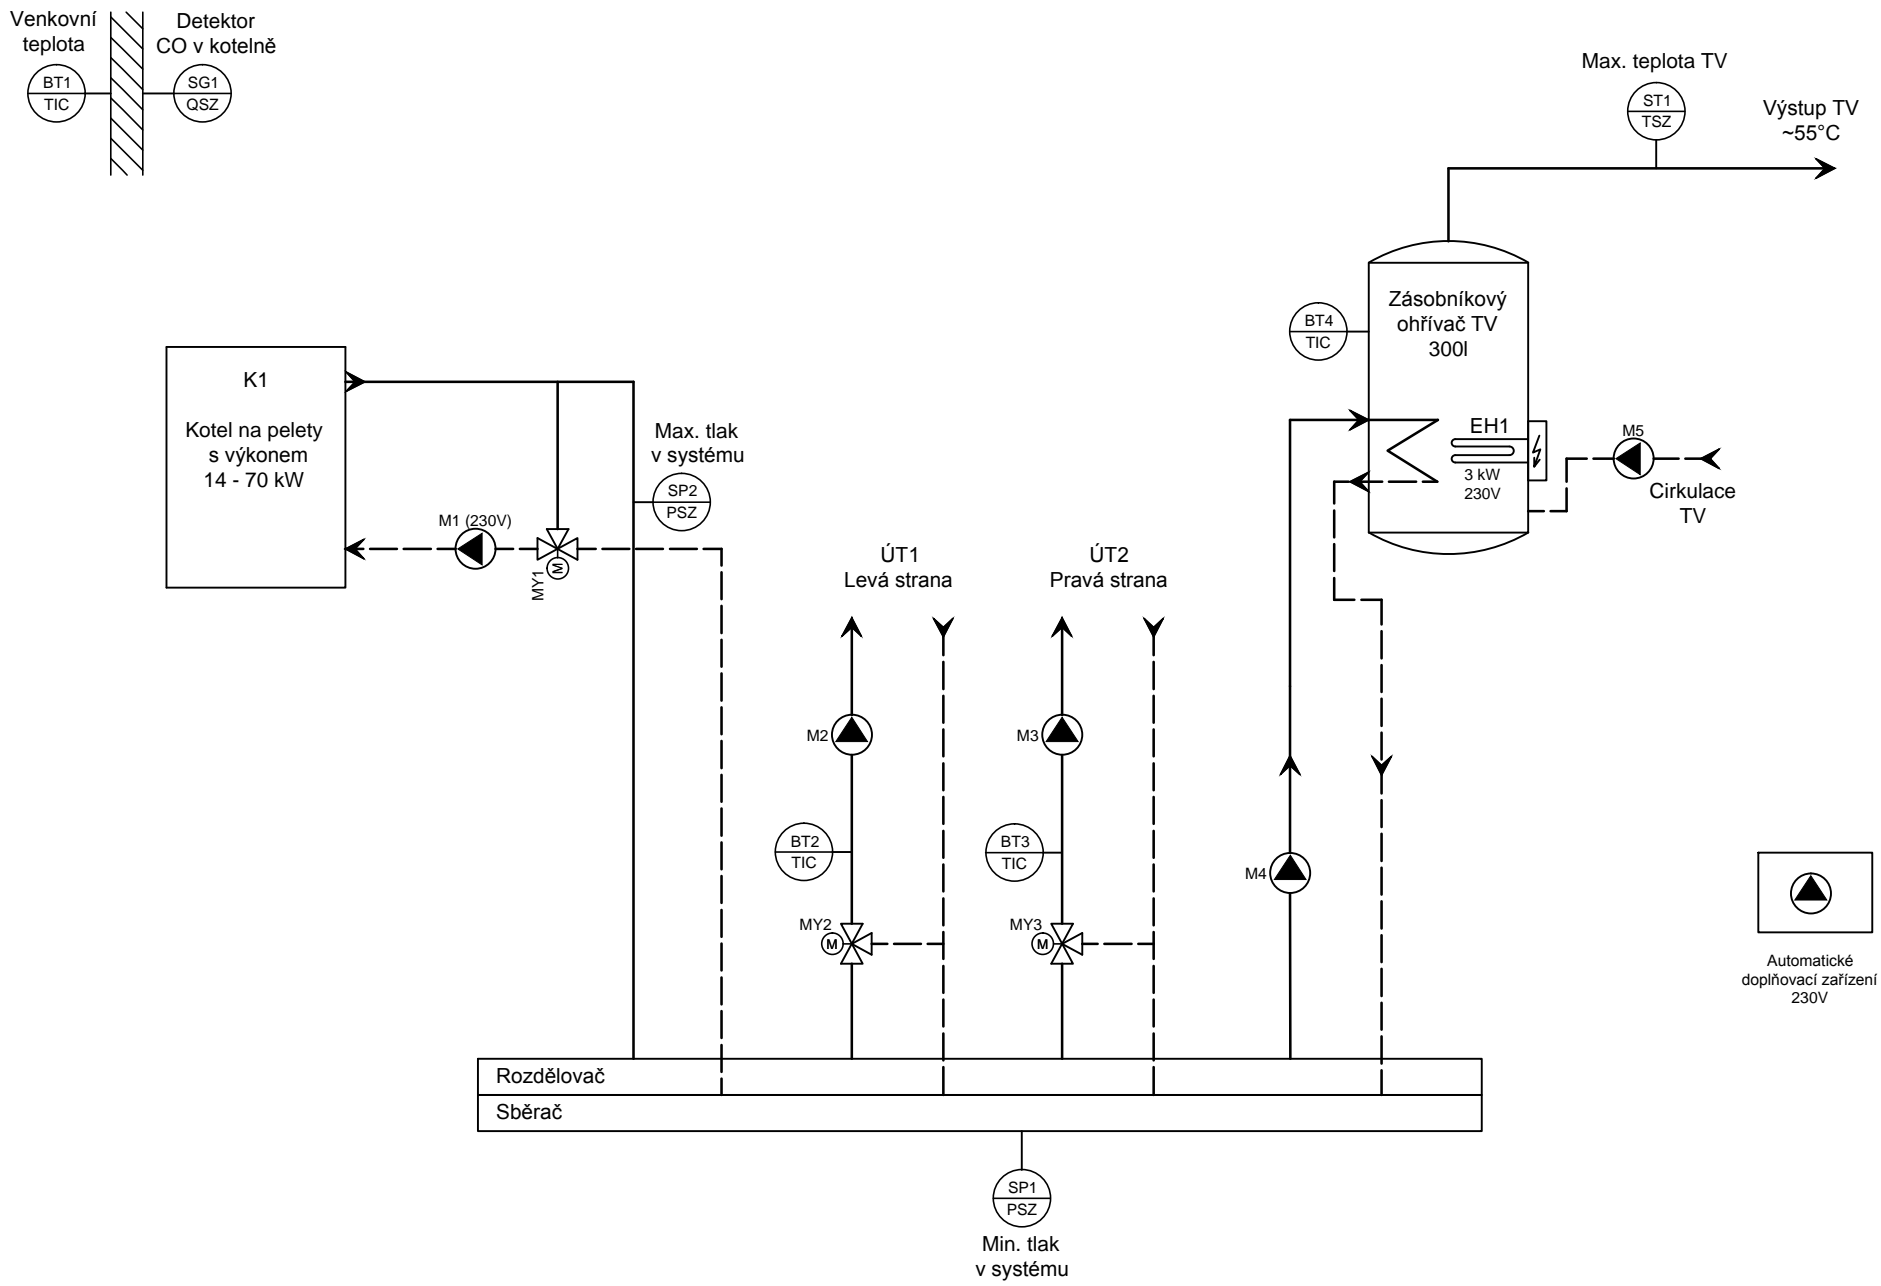 Venkovní
teplota
BT1
TIC
Detektor
CO v kotelně
SG1
QSZ
Max. teplota TV
ST1
TSZ
Výstup TV
~55°C
Zásobníkový
ohřívač TV
300l
BT4
TIC
EH1
3 kW
230V
M5
Cirkulace
TV
K1
Kotel na pelety
s výkonem
14 - 70 kW
M1 (230V)
MY1
M
Max. tlak
v systému
SP2
PSZ
ÚT1
Levá strana
ÚT2
Pravá strana
M2
M3
BT2
TIC
BT3
TIC
M4
MY2
M
MY3
M
Automatické
doplňovací zařízení
230V
Rozdělovač
Sběrač
SP1
PSZ
Min. tlak
v systému